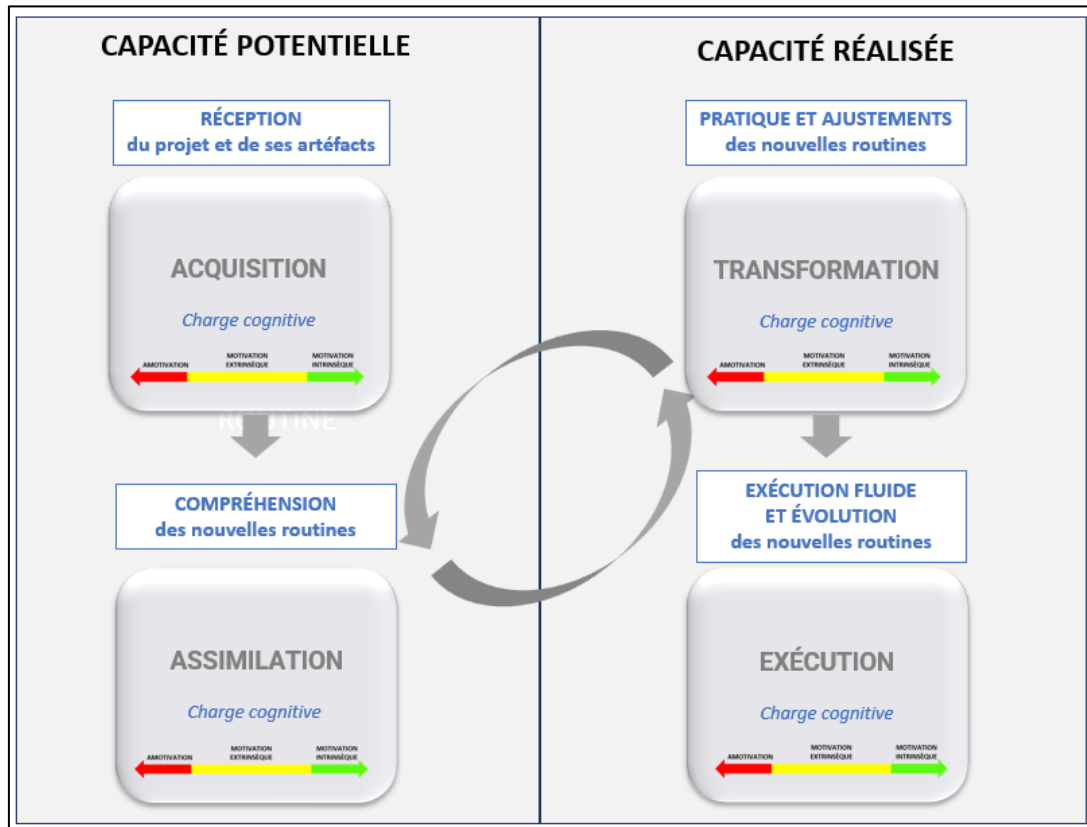 CAPACITÉ POTENTIELLE
RÉCEPTION
du projet et de ses artéfacts
ACQUISITION
Charge cognitive
AMOTIVATION
MOTIVATION
EXTRINSÈQUE
MOTIVATION
INTRINSÈQUE
ROUTINE
COMPRÉHENSION
des nouvelles routines
ASSIMILATION
Charge cognitive
AMOTIVATION
MOTIVATION
EXTRINSÈQUE
MOTIVATION
INTRINSÈQUE
CAPACITÉ RÉALISÉE
PRATIQUE ET AJUSTEMENTS
des nouvelles routines
TRANSFORMATION
Charge cognitive
AMOTIVATION
MOTIVATION
EXTRINSÈQUE
MOTIVATION
INTRINSÈQUE
EXÉCUTION FLUIDE
ET ÉVOLUTION
des nouvelles routines
EXÉCUTION
Charge cognitive
AMOTIVATION
MOTIVATION
EXTRINSÈQUE
MOTIVATION
INTRINSÈQUE